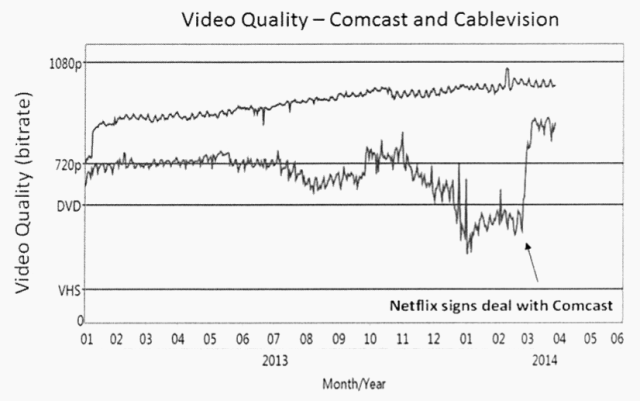 Video Quality – Comcast and Cablevision
Video Quality (bitrate)
1080p
720p
DVD
VHS
0
Netflix signs deal with Comcast
01 02 03 04 05 06 07 08 09 10 11 12 01 02 03 04 05 06
2013 2014
Month/Year